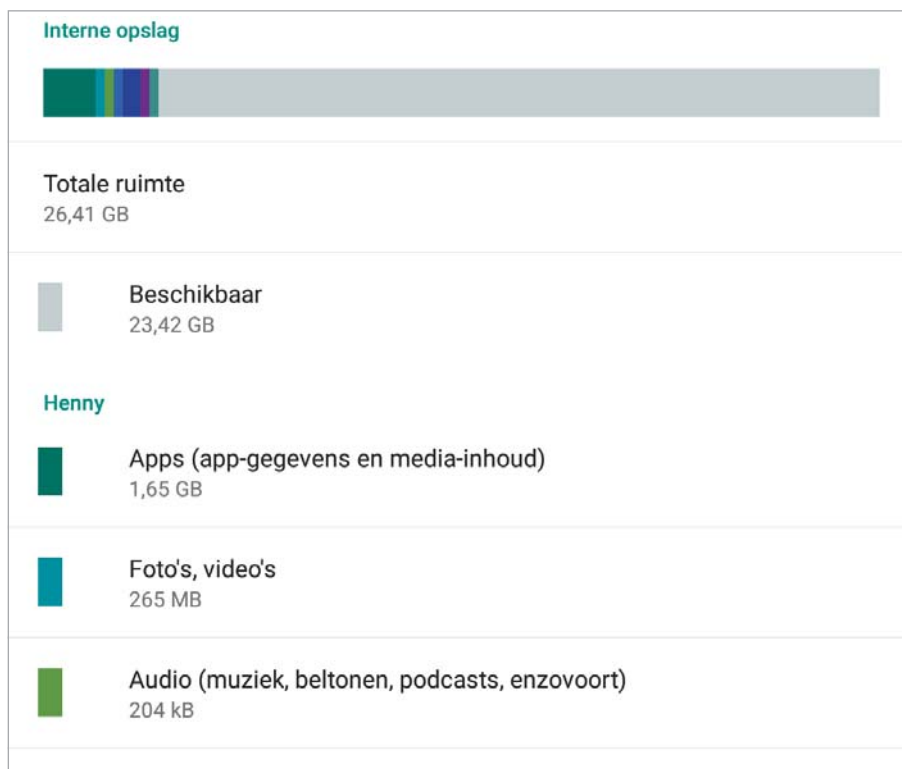 Interne opslag
Totale ruimte
26,41 GB
Beschikbaar
23,42 GB
Henny
Apps (app-gegevens en media-inhoud)
1,65 GB
Foto's, video's
265 MB
Audio (muziek, beltonen, podcasts, enzovoort)
204 kB